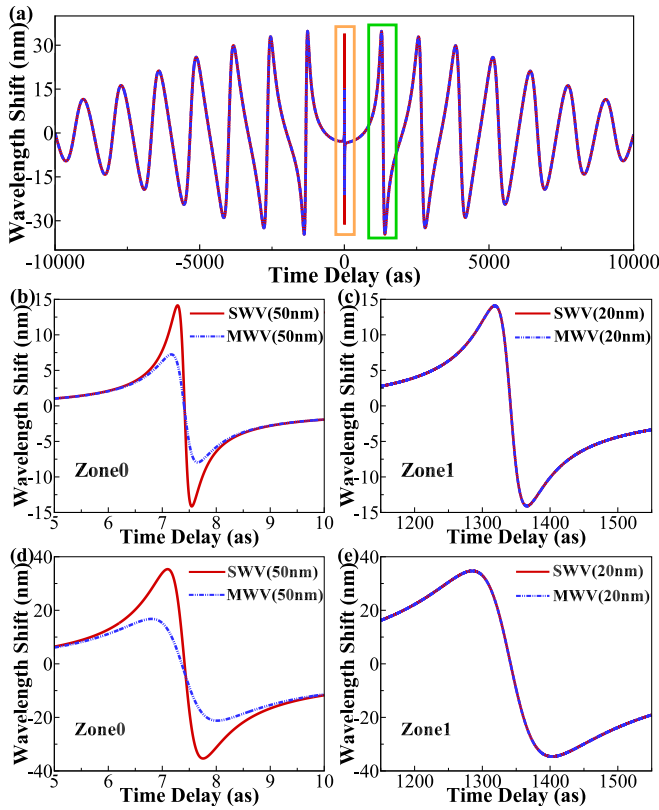 (a)
Wavelength Shift (nm)
30
15
0
-15
-30
-10000 -5000 0 5000 10000
Time Delay (as)
(b)
Wavelength Shift (nm)
15
10
5
0
-5
-10
-15
SWV(50nm)
MWV(50nm)
Zone0
5 6 7 8 9 10
Time Delay (as)
(c)
Wavelength Shift (nm)
15
10
5
0
-5
-10
-15
SWV(20nm)
MWV(20nm)
Zone1
1200 1300 1400 1500
Time Delay (as)
(d)
Wavelength Shift (nm)
40
20
0
-20
-40
SWV(50nm)
MWV(50nm)
Zone0
5 6 7 8 9 10
Time Delay (as)
(e)
Wavelength Shift (nm)
40
20
0
-20
-40
SWV(20nm)
MWV(20nm)
Zone1
1200 1300 1400 1500
Time Delay (as)